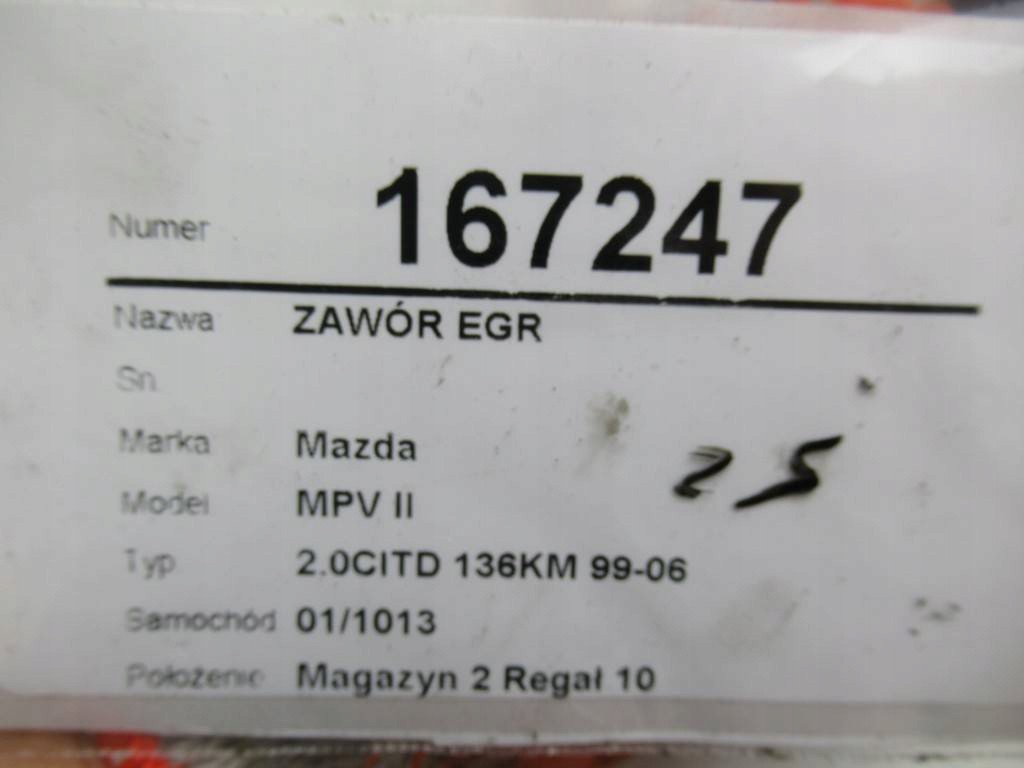 Numer 167247
Nazwa ZAWÓR EGR
Sn.
Marka Mazda
25
Model MPV II
Typ 2.0CITD 136KM 99-06
Samochód 01/1013
Położenie Magazyn 2 Regał 10